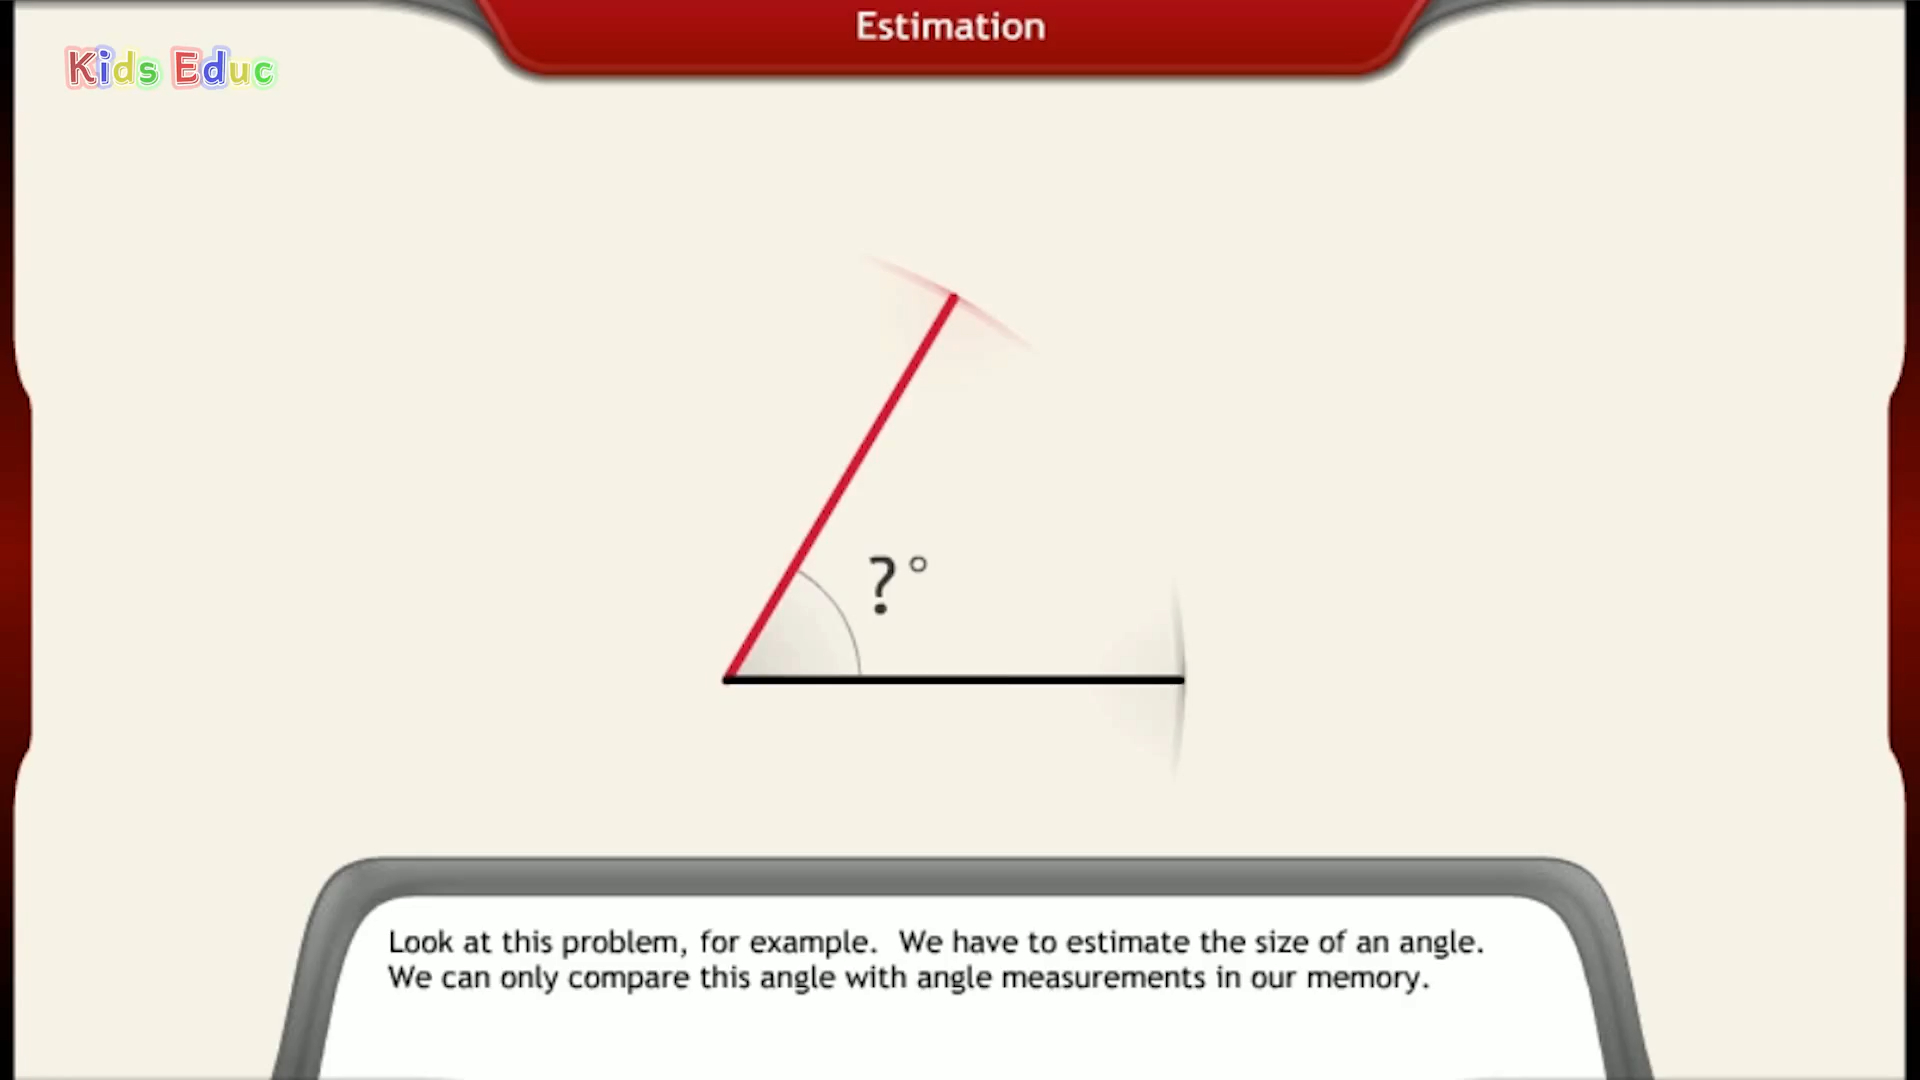 Estimation
Kids Educ
?°
Look at this problem, for example. We have to estimate the size of an angle.
We can only compare this angle with angle measurements in our memory.